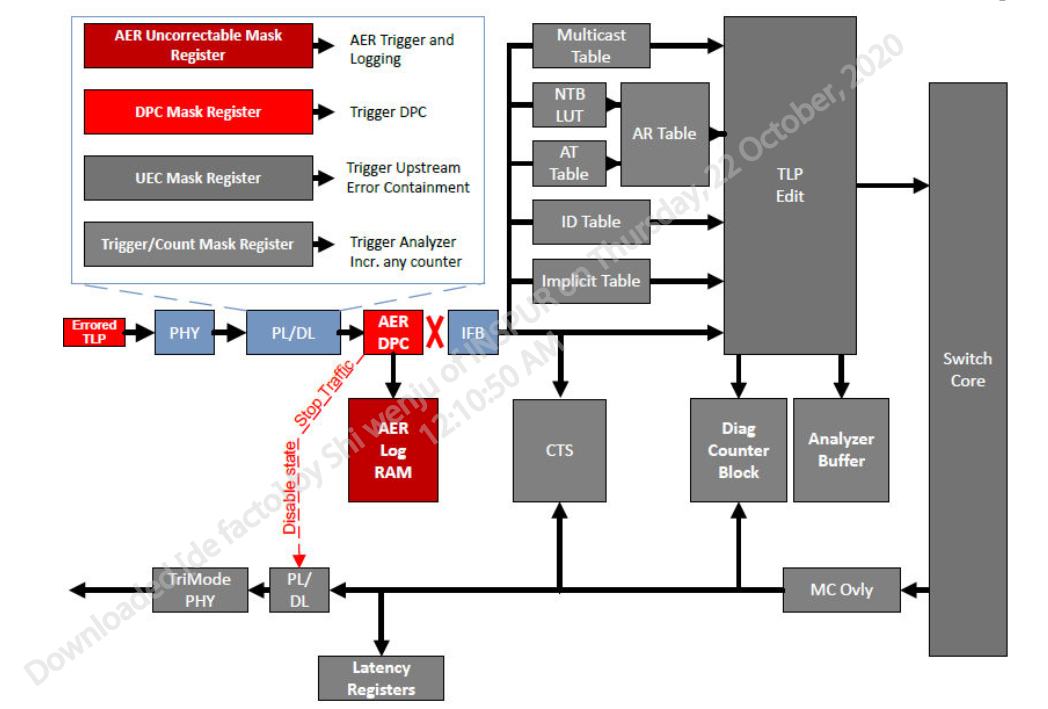 AER Uncorrectable Mask
Register
AER Trigger and
Logging
DPC Mask Register
Trigger DPC
UEC Mask Register
Trigger Upstream
Error Containment
Trigger/Count Mask Register
Trigger Analyzer
Incr. any counter
Multicast
Table
NTB
LUT
AR Table
AT
Table
ID Table
Implicit Table
TLP
Edit
Switch
Core
Errored
TLP
PHY
PL/DL
AER
DPC
X
IFB
Stop Traffic
Disable state
AER
Log
RAM
CTS
Diag
Counter
Block
Analyzer
Buffer
TriMode
PHY
PL/
DL
MC Ovly
Latency
Registers
Downloaded [de facto] by Shi wenju of INSPUR on Thursday, 22 October, 2020
12:10:50 AM